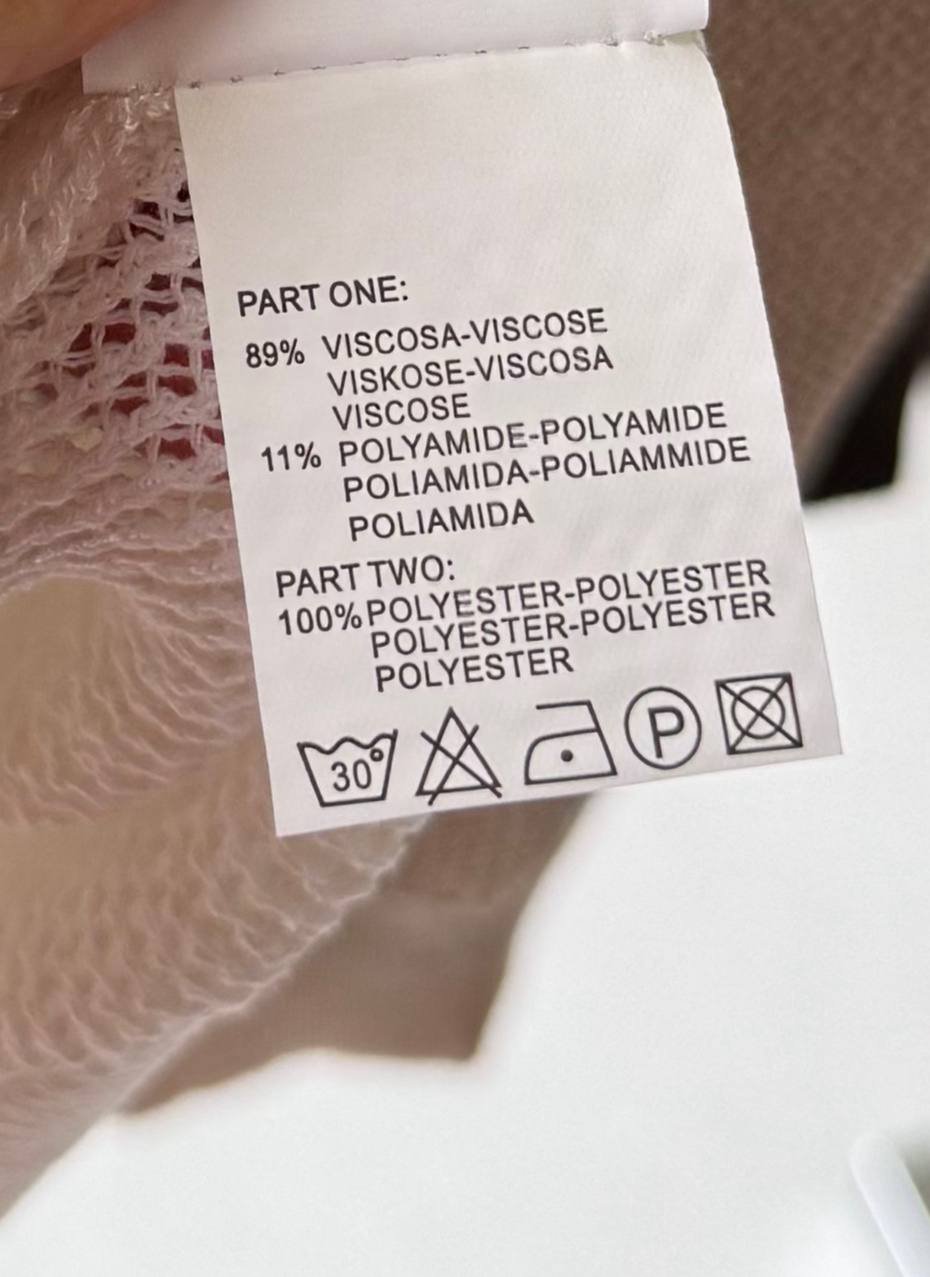 PART ONE:
89% VISCOSA-VISCOSE
VISKOSE-VISCOSA
VISCOSE
11% POLYAMIDE-POLYAMIDE
POLIAMIDA-POLIAMMIDE
POLIAMIDA
PART TWO:
100% POLYESTER-POLYESTER
POLYESTER-POLYESTER
POLYESTER
30° P